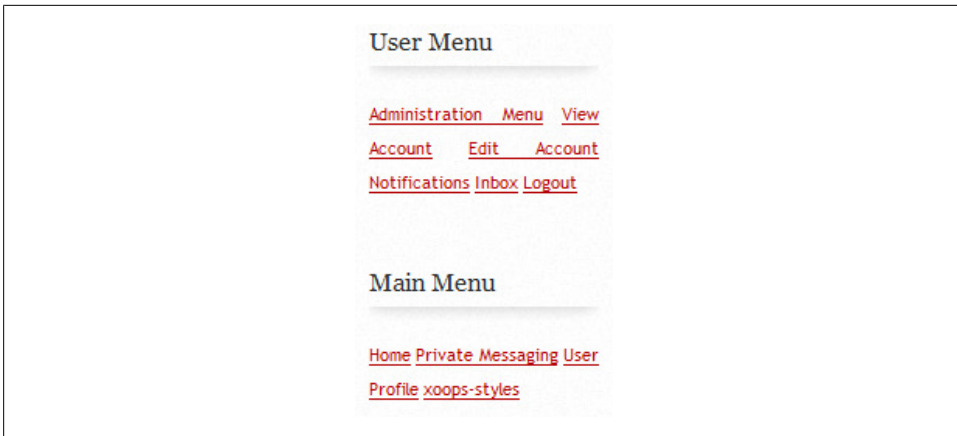 User Menu
Administration Menu View
Account Edit Account
Notifications Inbox Logout
Main Menu
Home Private Messaging User
Profile xoops-styles